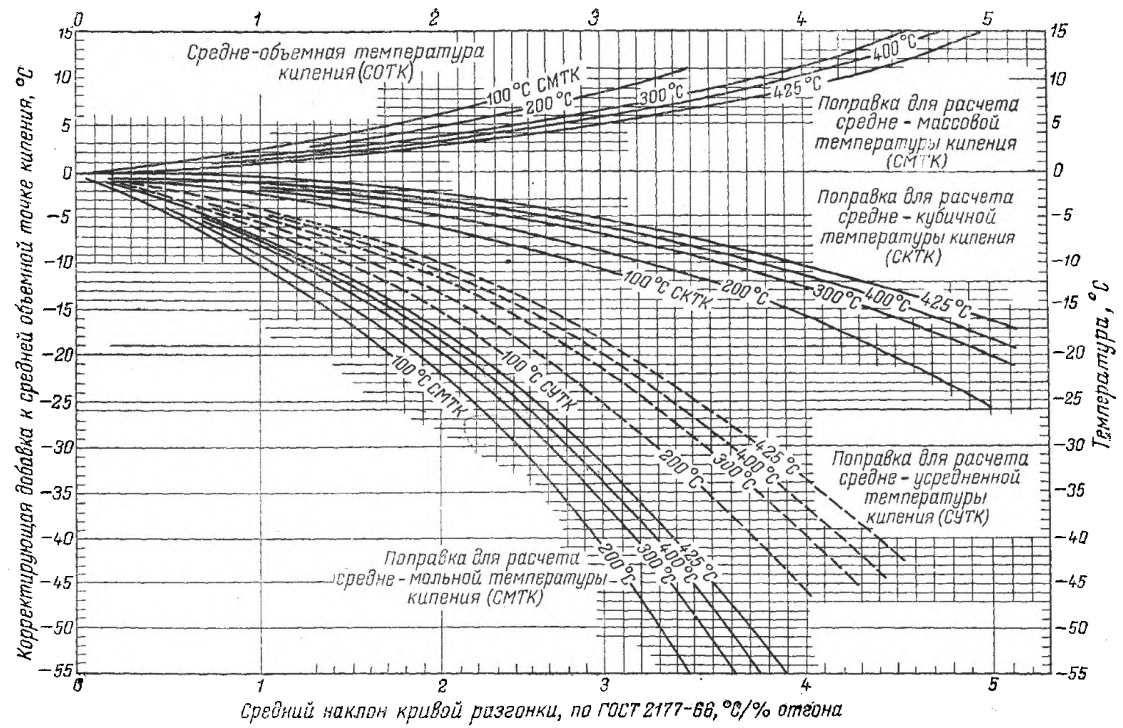 0 1 2 3 4 5
Средне-объемная температура
кипения (СОТК)
15
10
5
0
−5
−10
−15
−20
−25
−30
−35
−40
−45
−50
−55
Корректирующая добавка к средней объемной точке кипения, °С
100°С СМТК
200°С
300°С
400°С
425°С
Поправка для расчета
средне-массовой
температуры кипения
(СМТК)
Поправка для расчета
средне-кубичной
температуры кипения
(СКТК)
100°С СКТК
200°С
300°С
400°С
425°С
100°С СМТК
100°С СУТК
200°С
300°С
400°С
425°С
Поправка для расчета
средне-усредненной
температуры
кипения (СУТК)
200°С
300°С
400°С
425°С
Поправка для расчета
средне-мольной температуры
кипения (СМТК)
15
10
5
0
−5
−10
−15
−20
−25
−30
−35
−40
−45
−50
−55
Температура, °С
0 1 2 3 4 5
Средний наклон кривой разгонки, по ГОСТ 2177-66, °С/% отгона